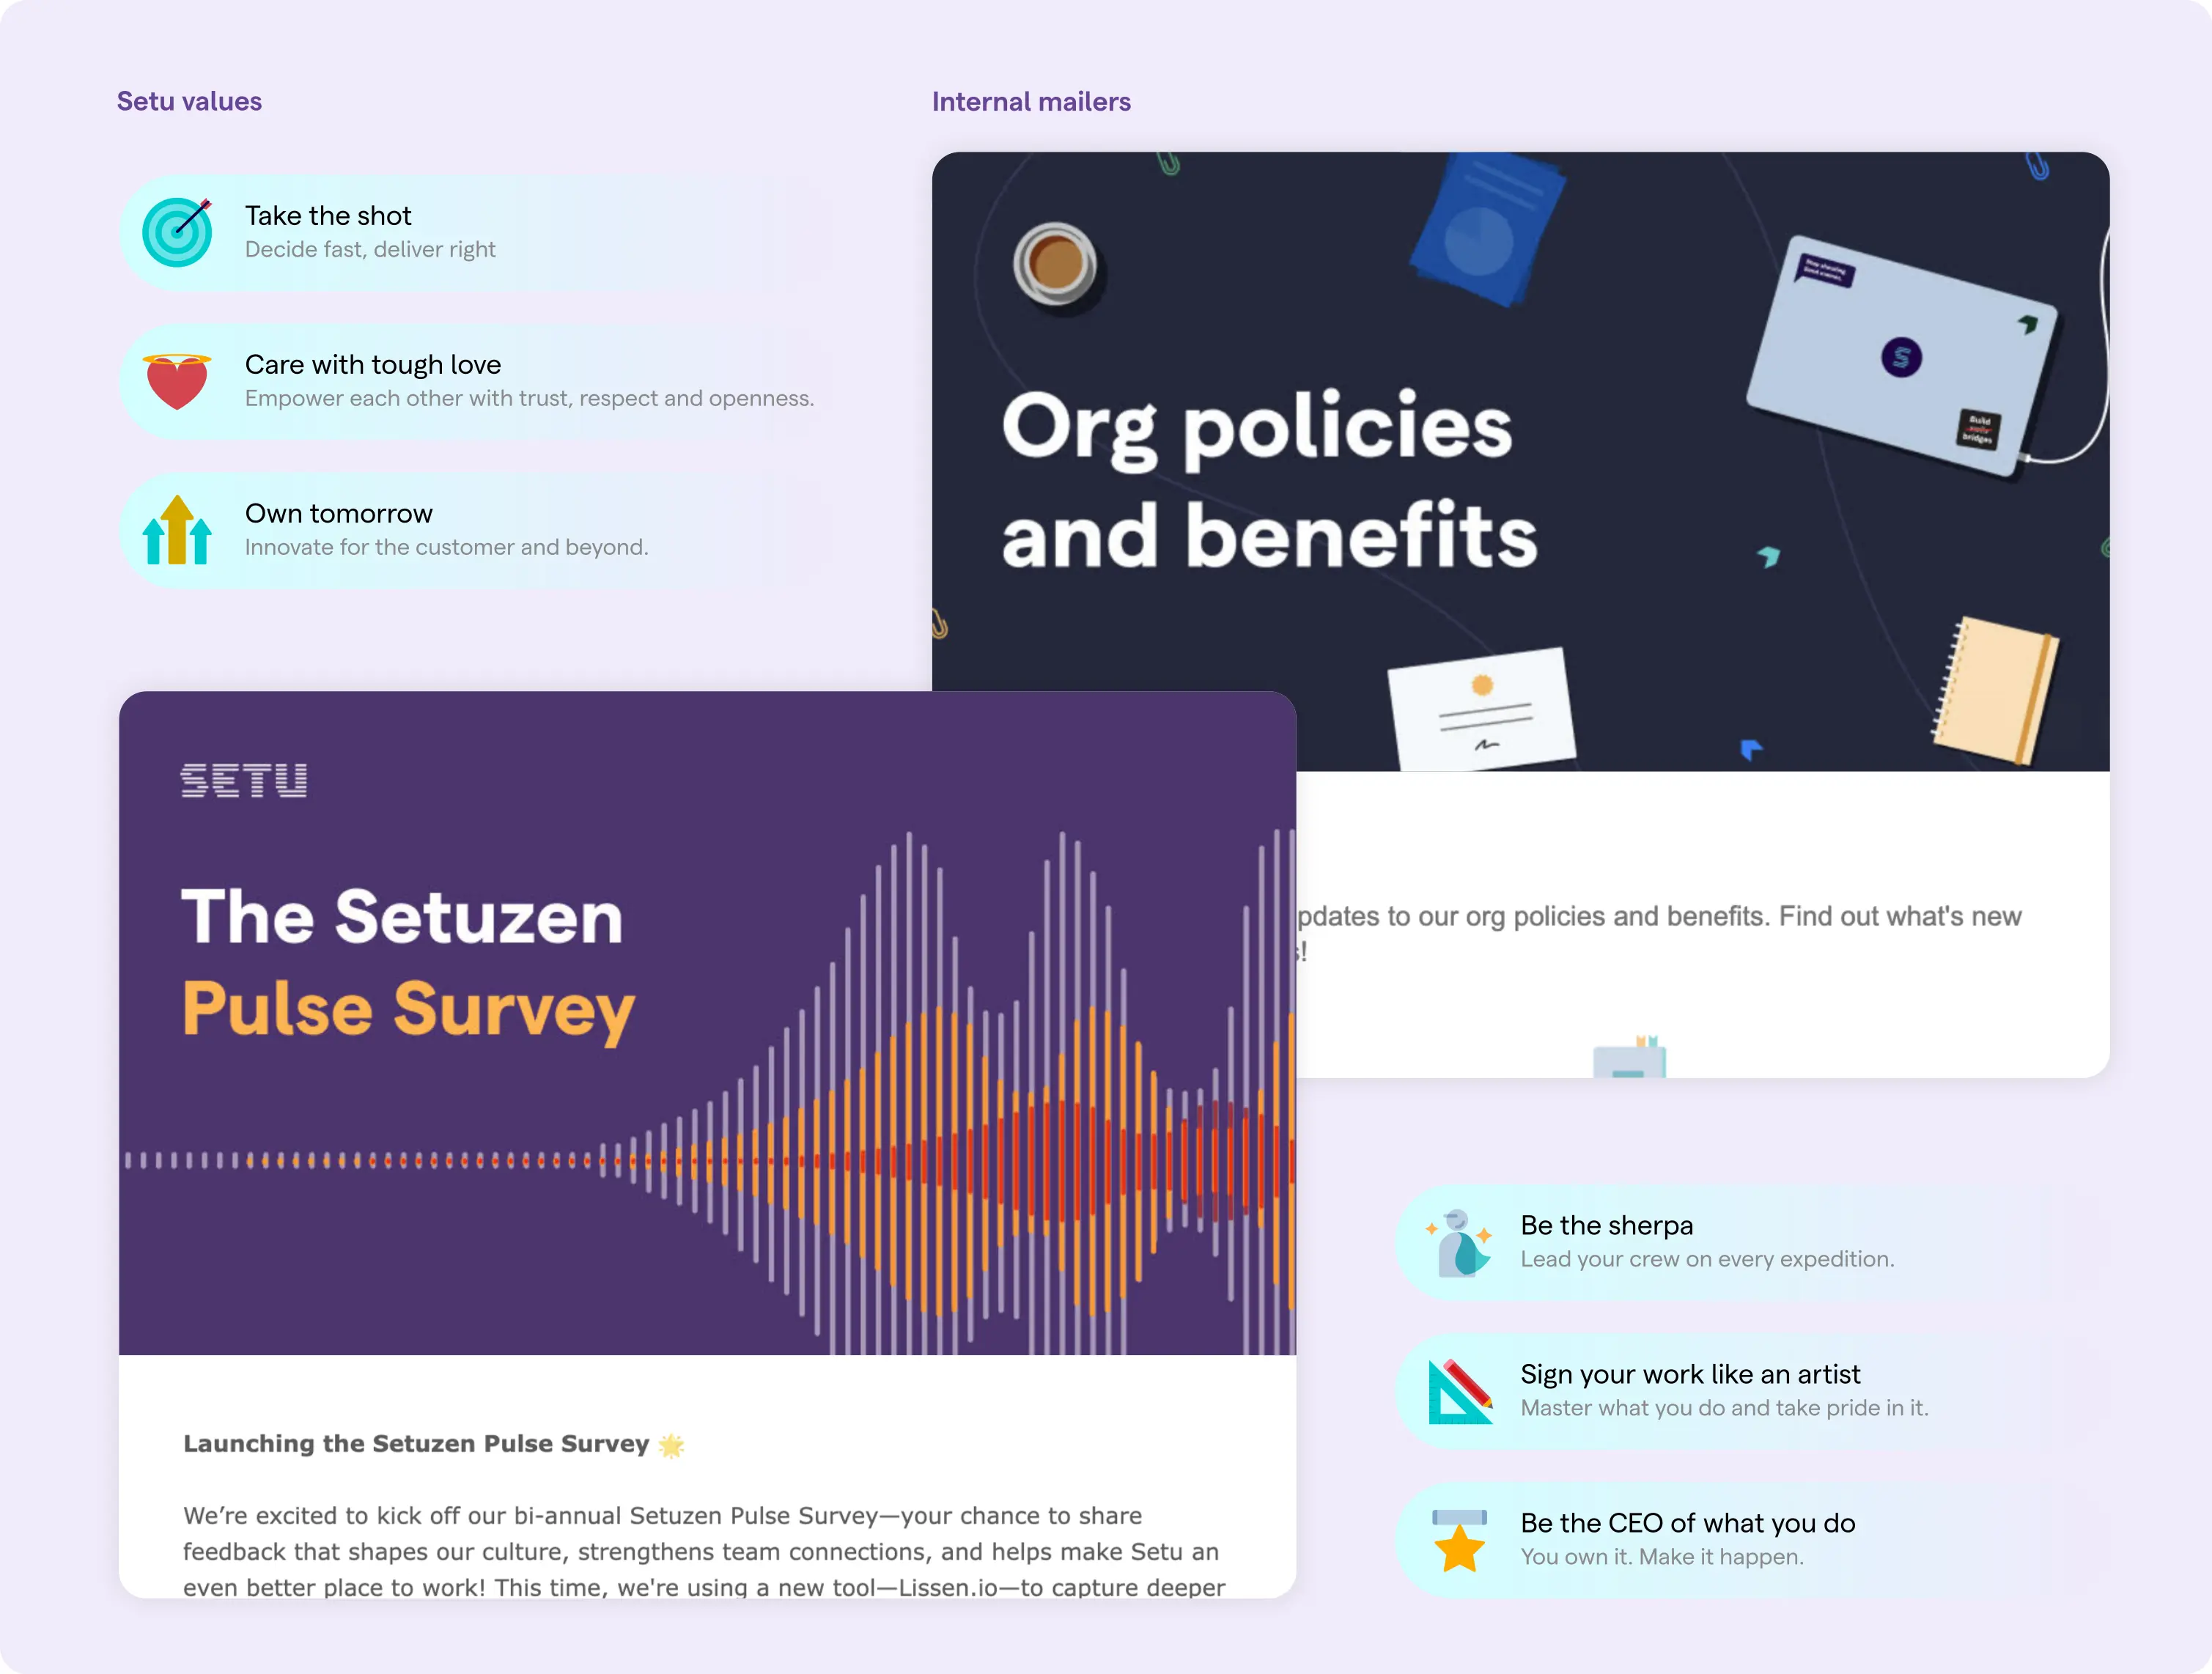 Setu values
Take the shot
Decide fast, deliver right
Care with tough love
Empower each other with trust, respect and openness.
Own tomorrow
Innovate for the customer and beyond.
Internal mailers
Org policies
and benefits
Build
bridges
pdates to our org policies and benefits. Find out what's new
s!
SETU
The Setuzen
Pulse Survey
Launching the Setuzen Pulse Survey 🌟
We’re excited to kick off our bi-annual Setuzen Pulse Survey—your chance to share
feedback that shapes our culture, strengthens team connections, and helps make Setu an
even better place to work! This time, we're using a new tool—Lissen.io—to capture deeper
Be the sherpa
Lead your crew on every expedition.
Sign your work like an artist
Master what you do and take pride in it.
Be the CEO of what you do
You own it. Make it happen.